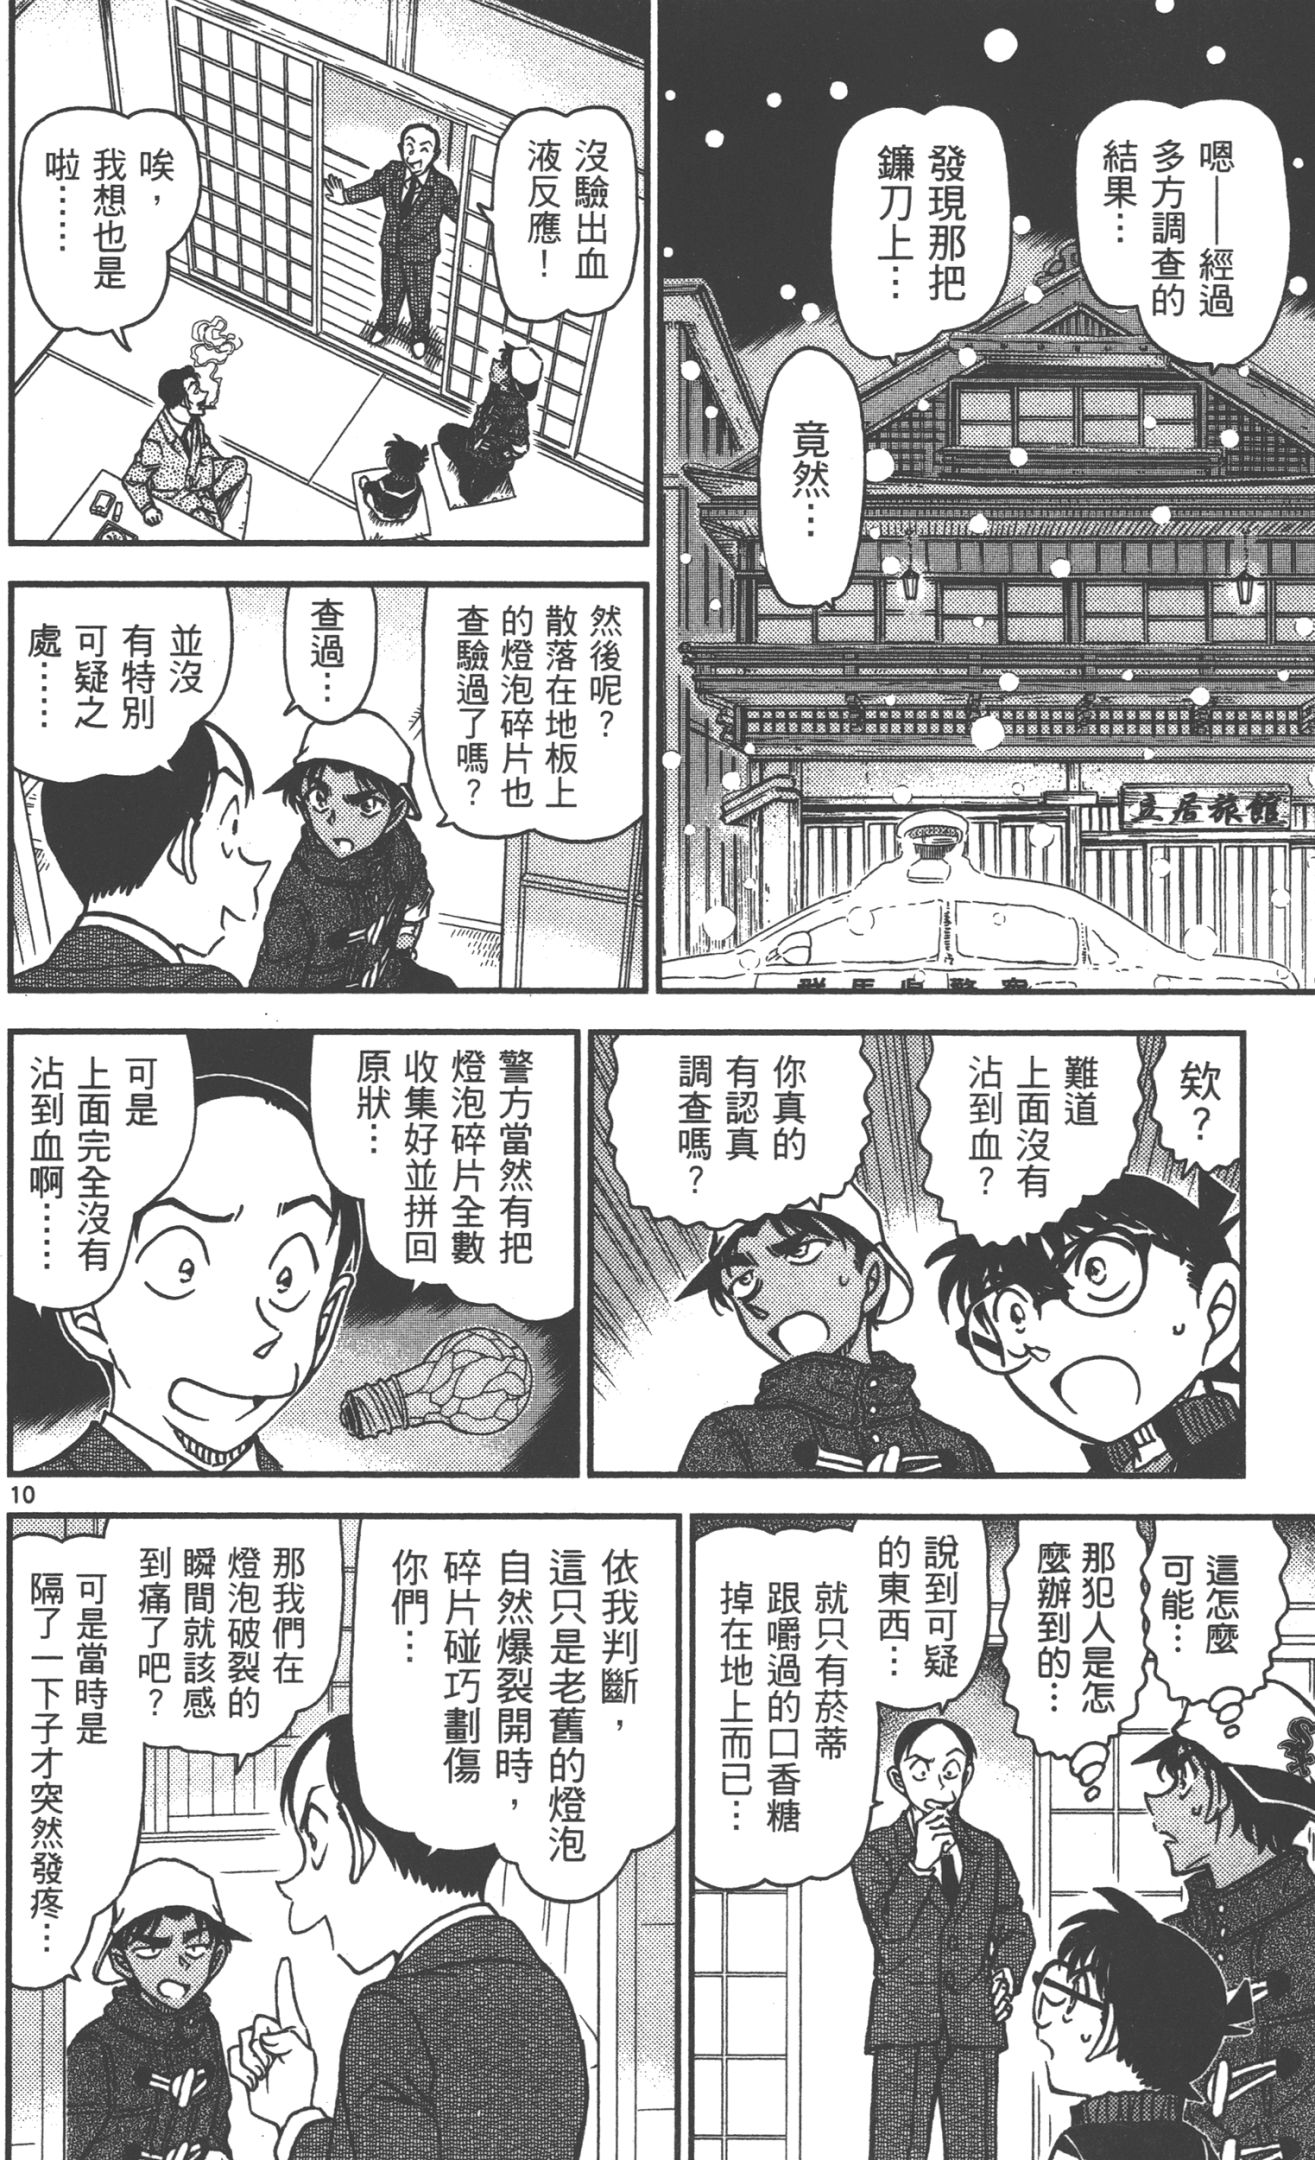 嗯——經過
多方調查的
結果…
發現那把
鐮刀上…
竟然…
立居旅館
群馬県警察
沒驗出血
液反應！
唉，
我想也是
啦……
然後呢？
散落在地板上
的燈泡碎片也
查驗過了嗎？
查過…
並沒
有特別
可疑之
處……
欸？
難道
上面沒有
沾到血？
你真的
有認真
調查嗎？
警方當然有把
燈泡碎片全數
收集好並拼回
原狀…
可是
上面完全沒有
沾到血啊……
10
這怎麼
可能…
那犯人是怎
麼辦到的…
說到可疑
的東西…
就只有菸蒂
跟嚼過的口香糖
掉在地上而已…
依我判斷，
這只是老舊的燈泡
自然爆裂開時，
碎片碰巧劃傷
你們…
那我們在
燈泡破裂的
瞬間就該感
到痛了吧？
可是當時是
隔了一下子才突然發疼…